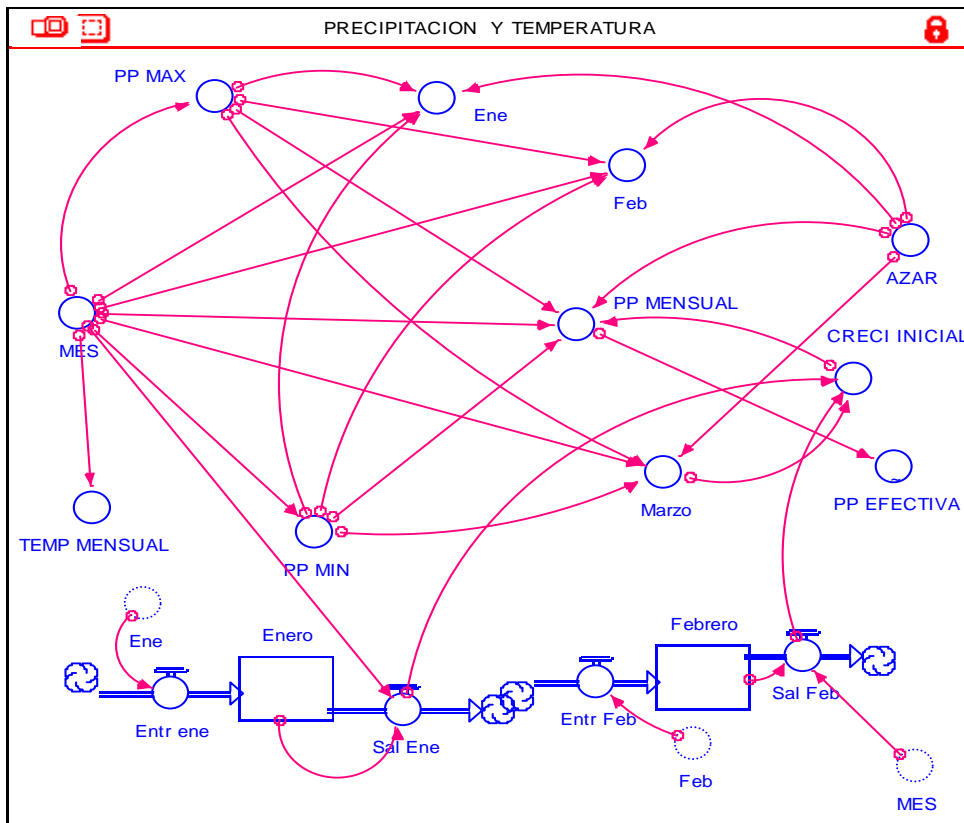 PRECIPITACION Y TEMPERATURA
PP MAX
Ene
Feb
AZAR
PP MENSUAL
MES
CRECI INICIAL
Marzo
PP EFECTIVA
TEMP MENSUAL
PP MIN
Ene
Enero
Febrero
Entr ene
Sal Ene
Entr Feb
Sal Feb
Feb
MES